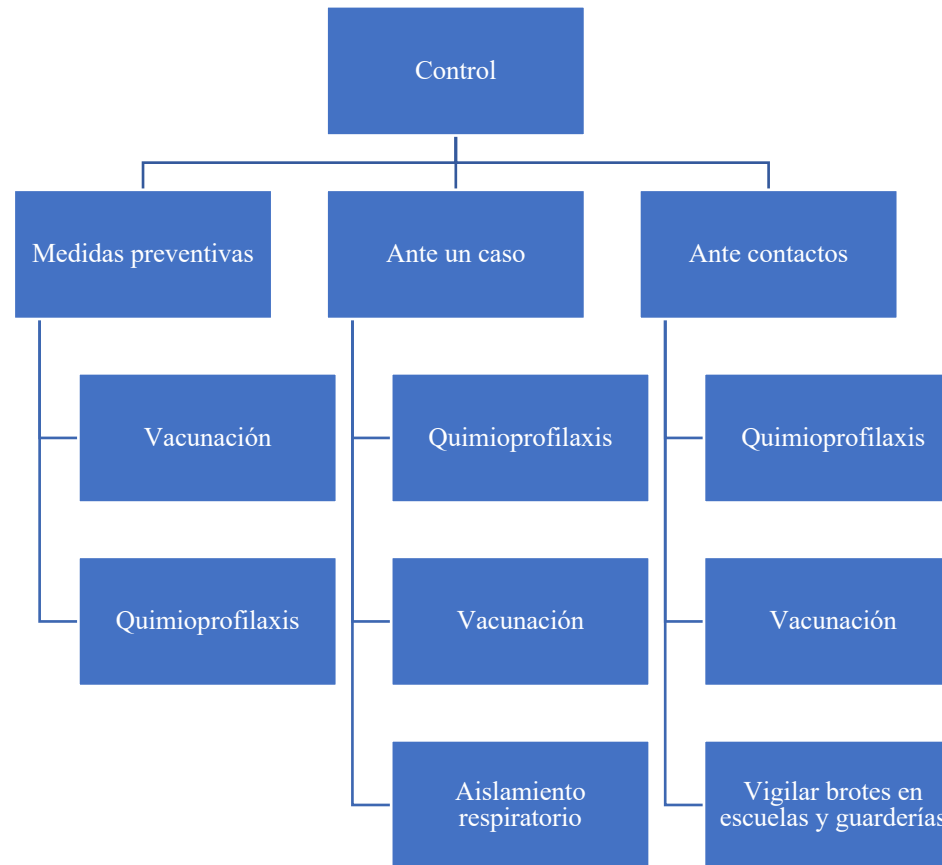 Control
Medidas preventivas
Ante un caso
Ante contactos
Vacunación
Quimioprofilaxis
Quimioprofilaxis
Vacunación
Aislamiento
respiratorio
Quimioprofilaxis
Vacunación
Vigilar brotes en
escuelas y guarderías